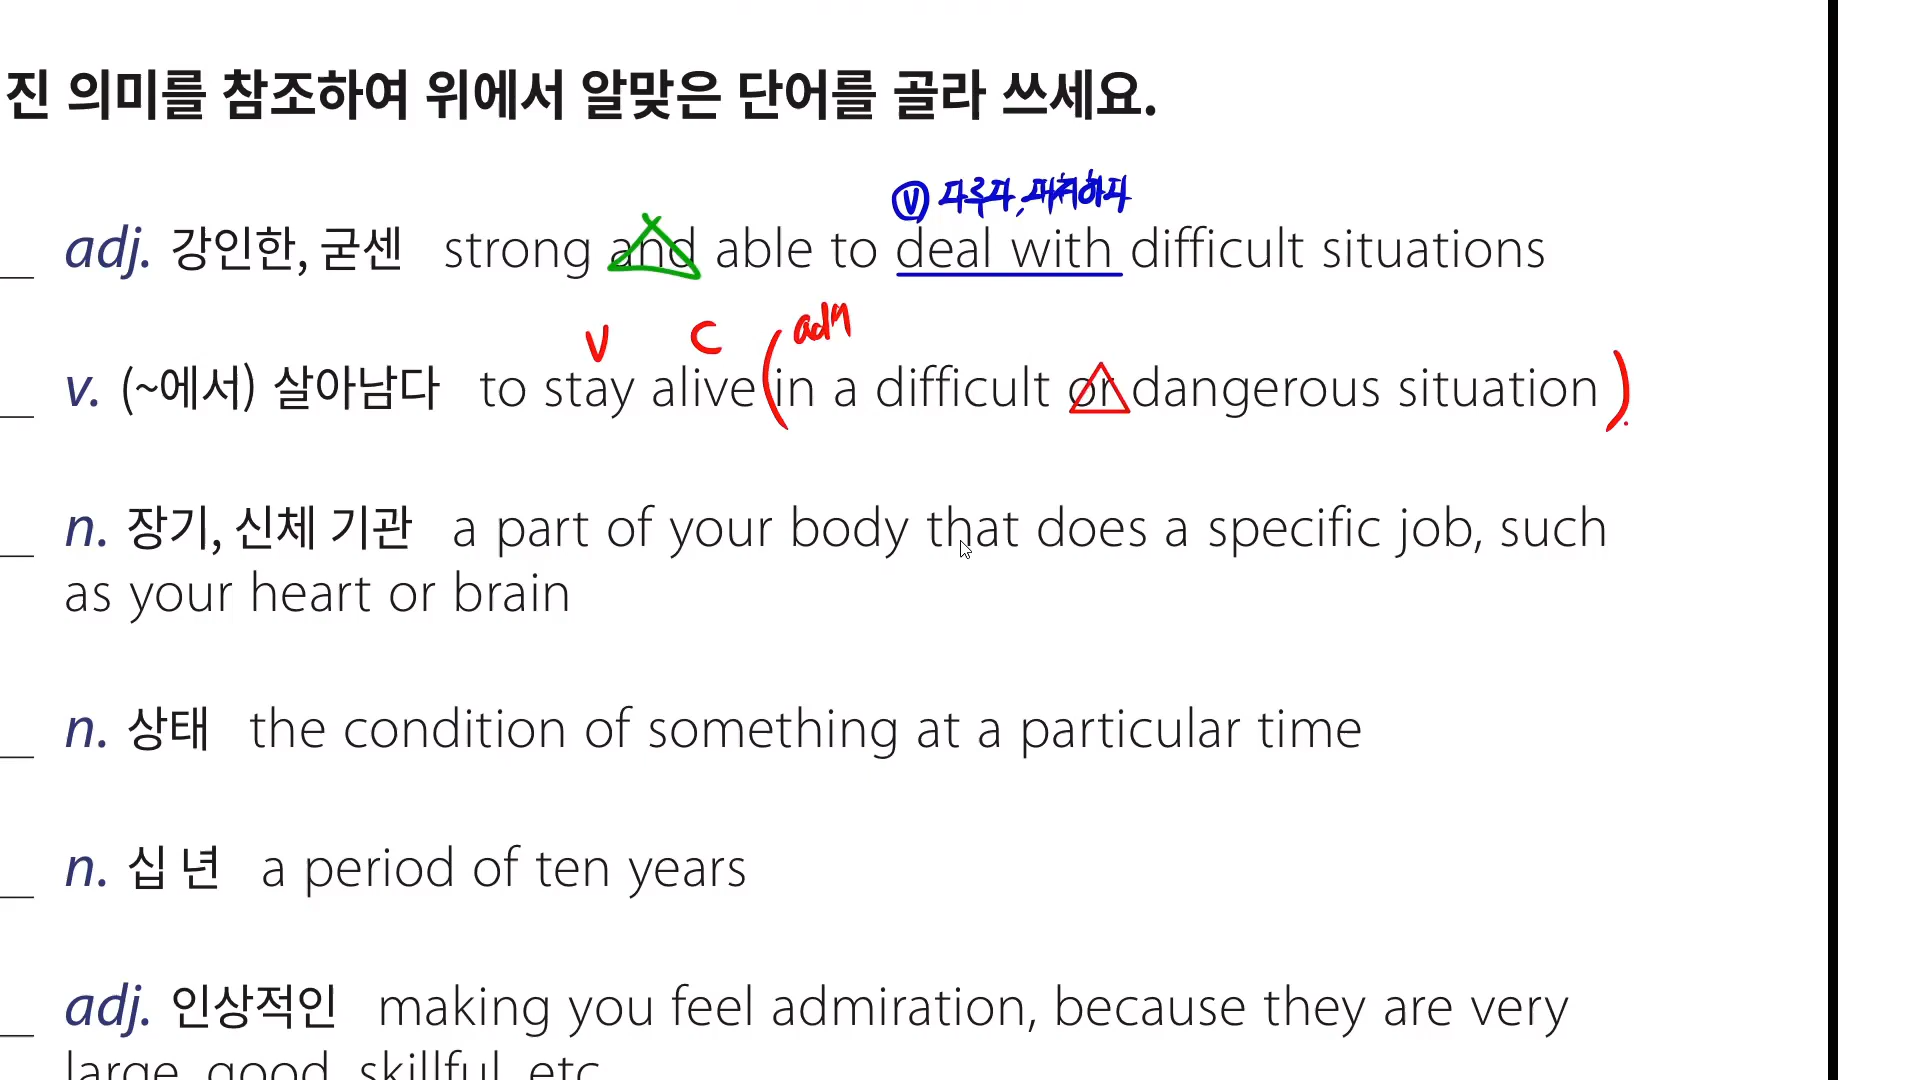 진 의미를 참조하여 위에서 알맞은 단어를 골라 쓰세요.
Ⓥ 다루다, 대처하다
adj. 강인한, 굳센 strong and able to deal with difficult situations
V C adv
v. (~에서) 살아남다 to stay alive (in a difficult or dangerous situation)
n. 장기, 신체 기관 a part of your body that does a specific job, such
as your heart or brain
n. 상태 the condition of something at a particular time
n. 십 년 a period of ten years
adj. 인상적인 making you feel admiration, because they are very
large, good, skillful, etc